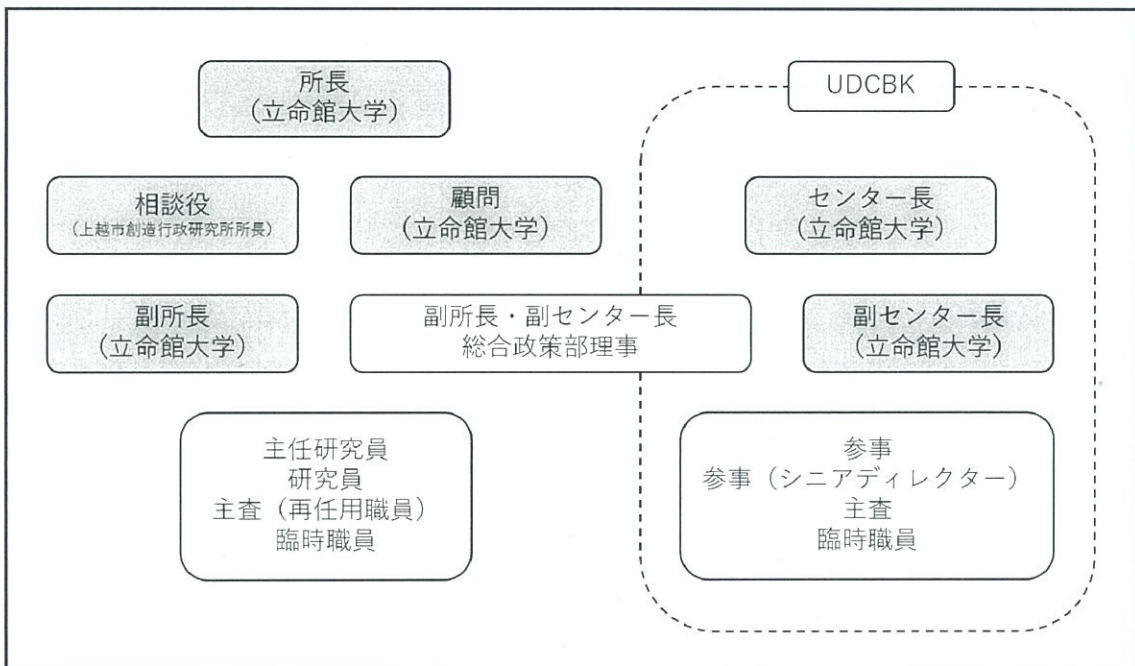 所長
(立命館大学)
UDCBK
相談役
(上越市創造行政研究所所長)
顧問
(立命館大学)
センター長
(立命館大学)
副所長
(立命館大学)
副所長・副センター長
総合政策部理事
副センター長
(立命館大学)
主任研究員
研究員
主査（再任用職員）
臨時職員
参事
参事（シニアディレクター）
主査
臨時職員